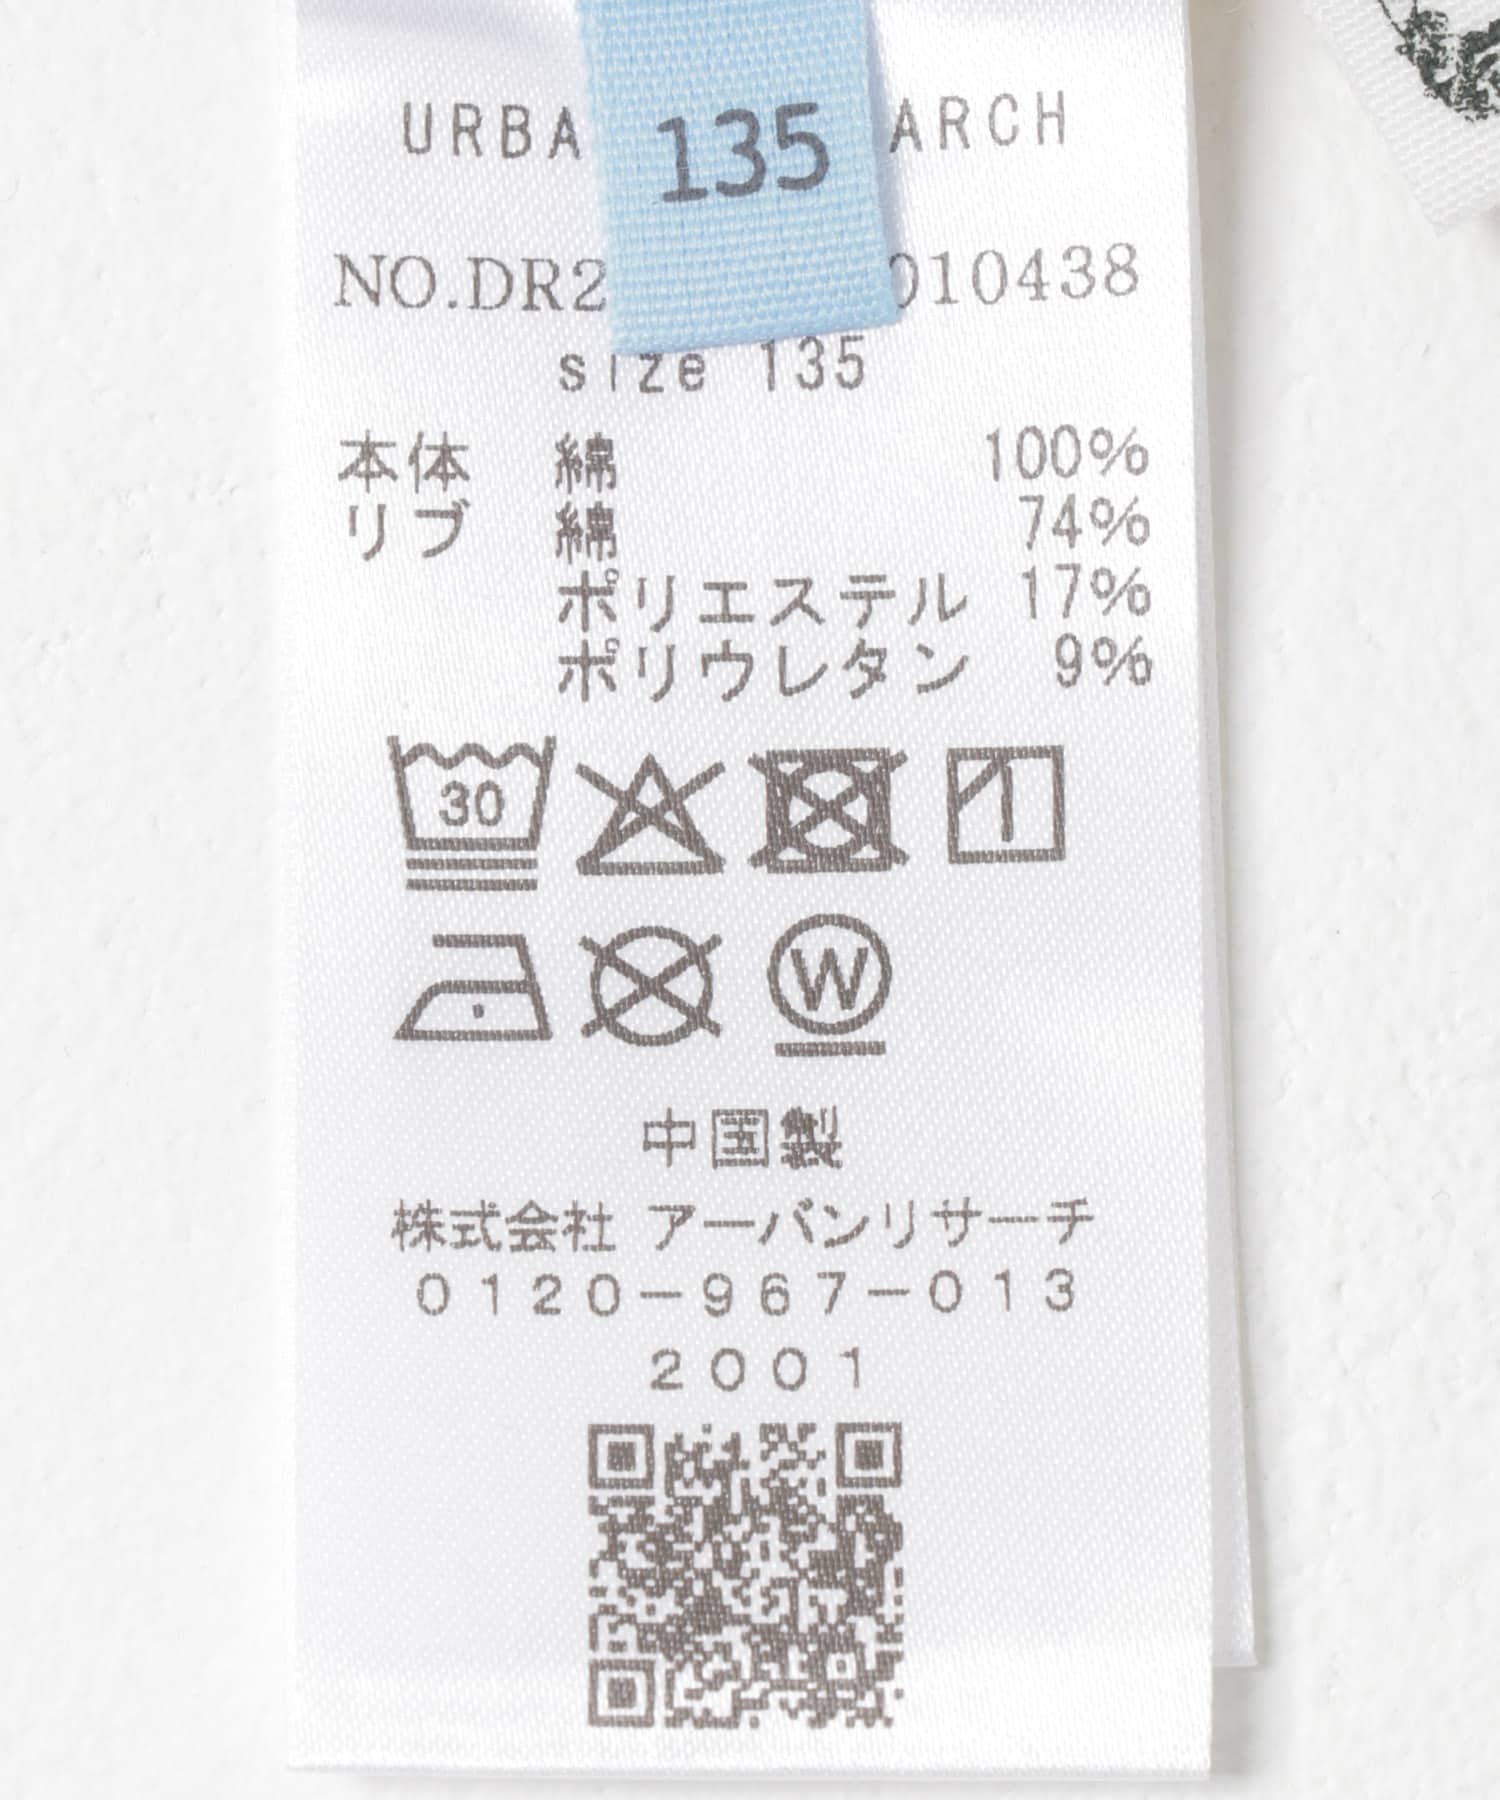 135
URBA ARCH
NO.DR2 010438
size 135
本体 綿 100%
リブ 綿 74%
ポリエステル 17%
ポリウレタン 9%
30
W
中国製
株式会社 アーバンリサーチ
0120-967-013
2001